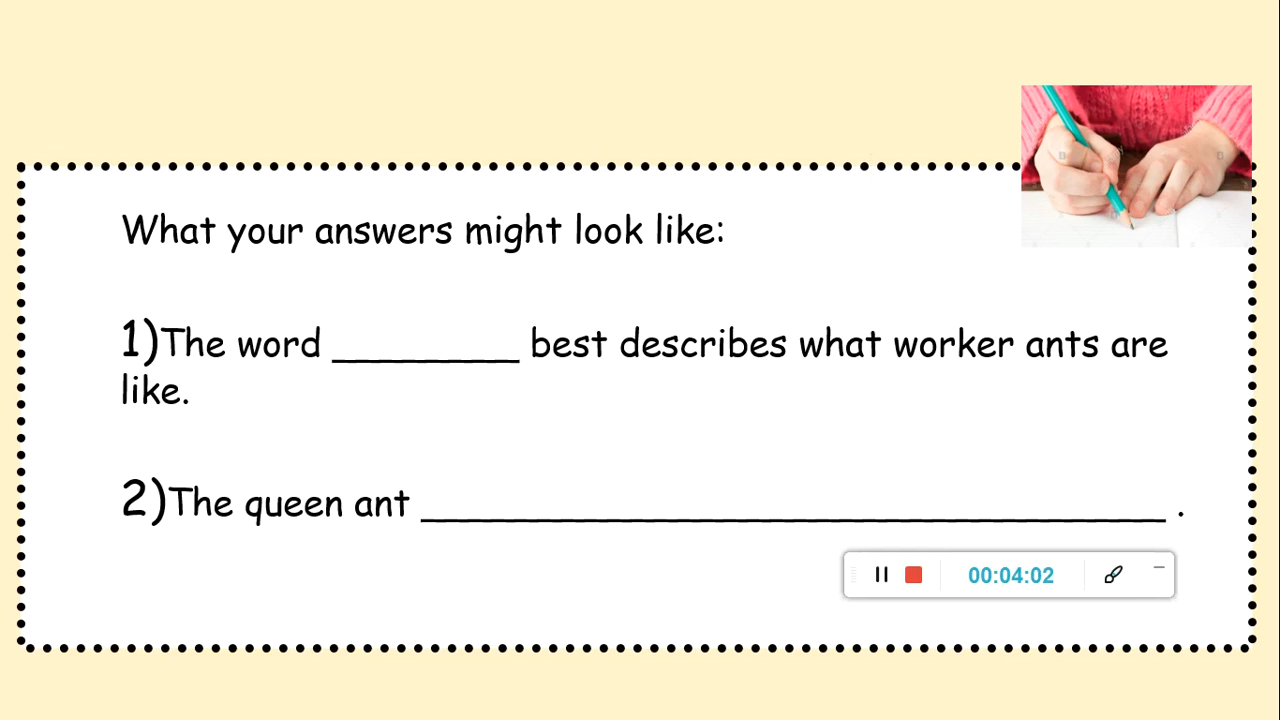 What your answers might look like:
1)The word ________ best describes what worker ants are
like.
2)The queen ant ________________________________ .
00:04:02